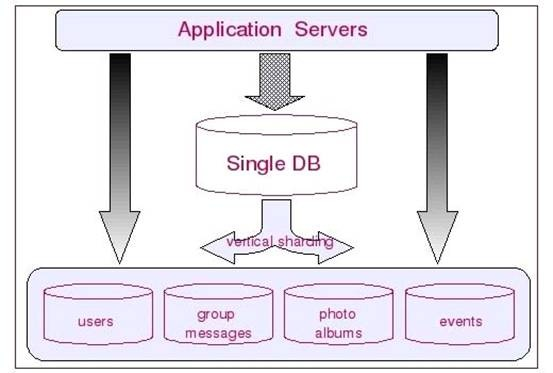 Application Servers
Single DB
vertical sharding
users
group
messages
photo
albums
events